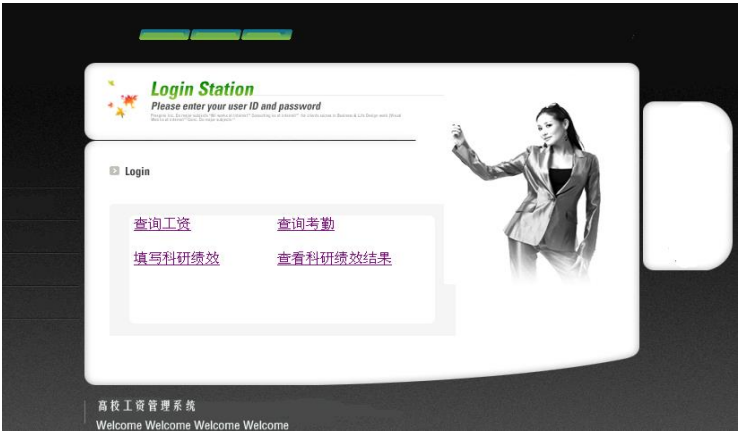 Login Station
Please enter your user ID and password
Login
查询工资 查询考勤
填写科研绩效 查看科研绩效结果
高校工资管理系统
Welcome Welcome Welcome Welcome